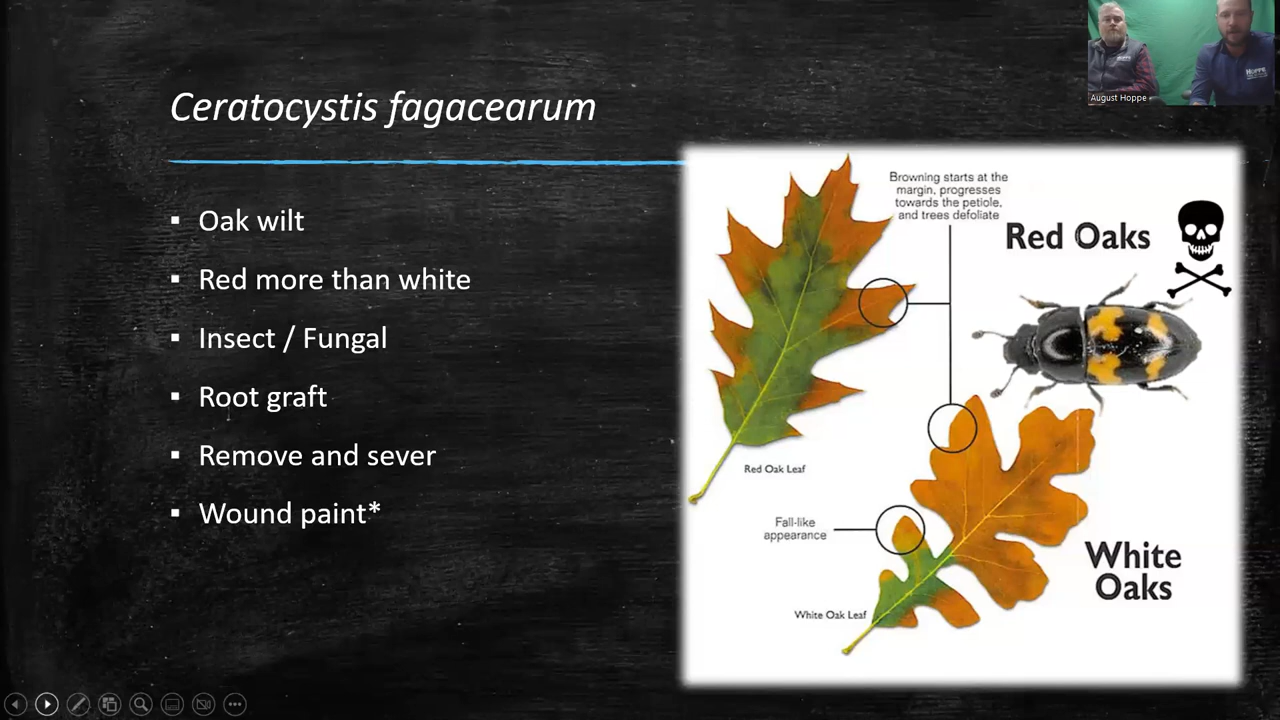 Ceratocystis fagacearum
▪ Oak wilt
▪ Red more than white
▪ Insect / Fungal
▪ Root graft
▪ Remove and sever
▪ Wound paint*
Browning starts at the
margin, progresses
towards the petiole,
and trees defoliate
Red Oaks
Red Oak Leaf
Fall-like
appearance
White
Oaks
White Oak Leaf
August Hoppe
Hoppe
Hoppe